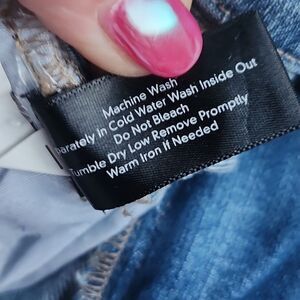 Machine Wash
parately in Cold Water Wash Inside Out
Do Not Bleach
Tumble Dry Low Remove Promptly
Warm Iron if Needed